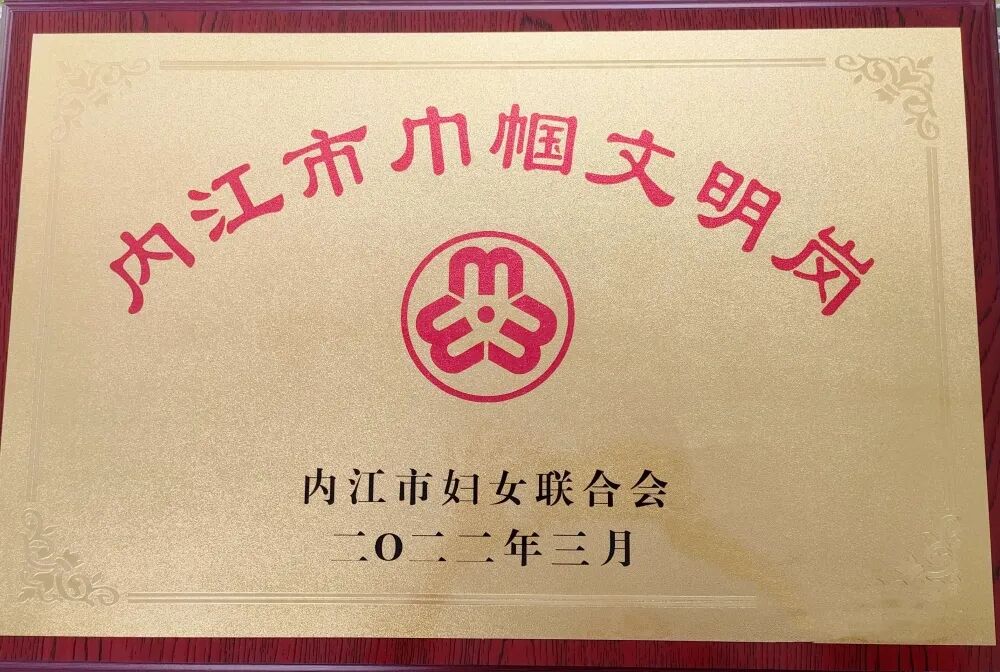 内江市巾帼文明岗
内江市妇女联合会
二O二二年三月